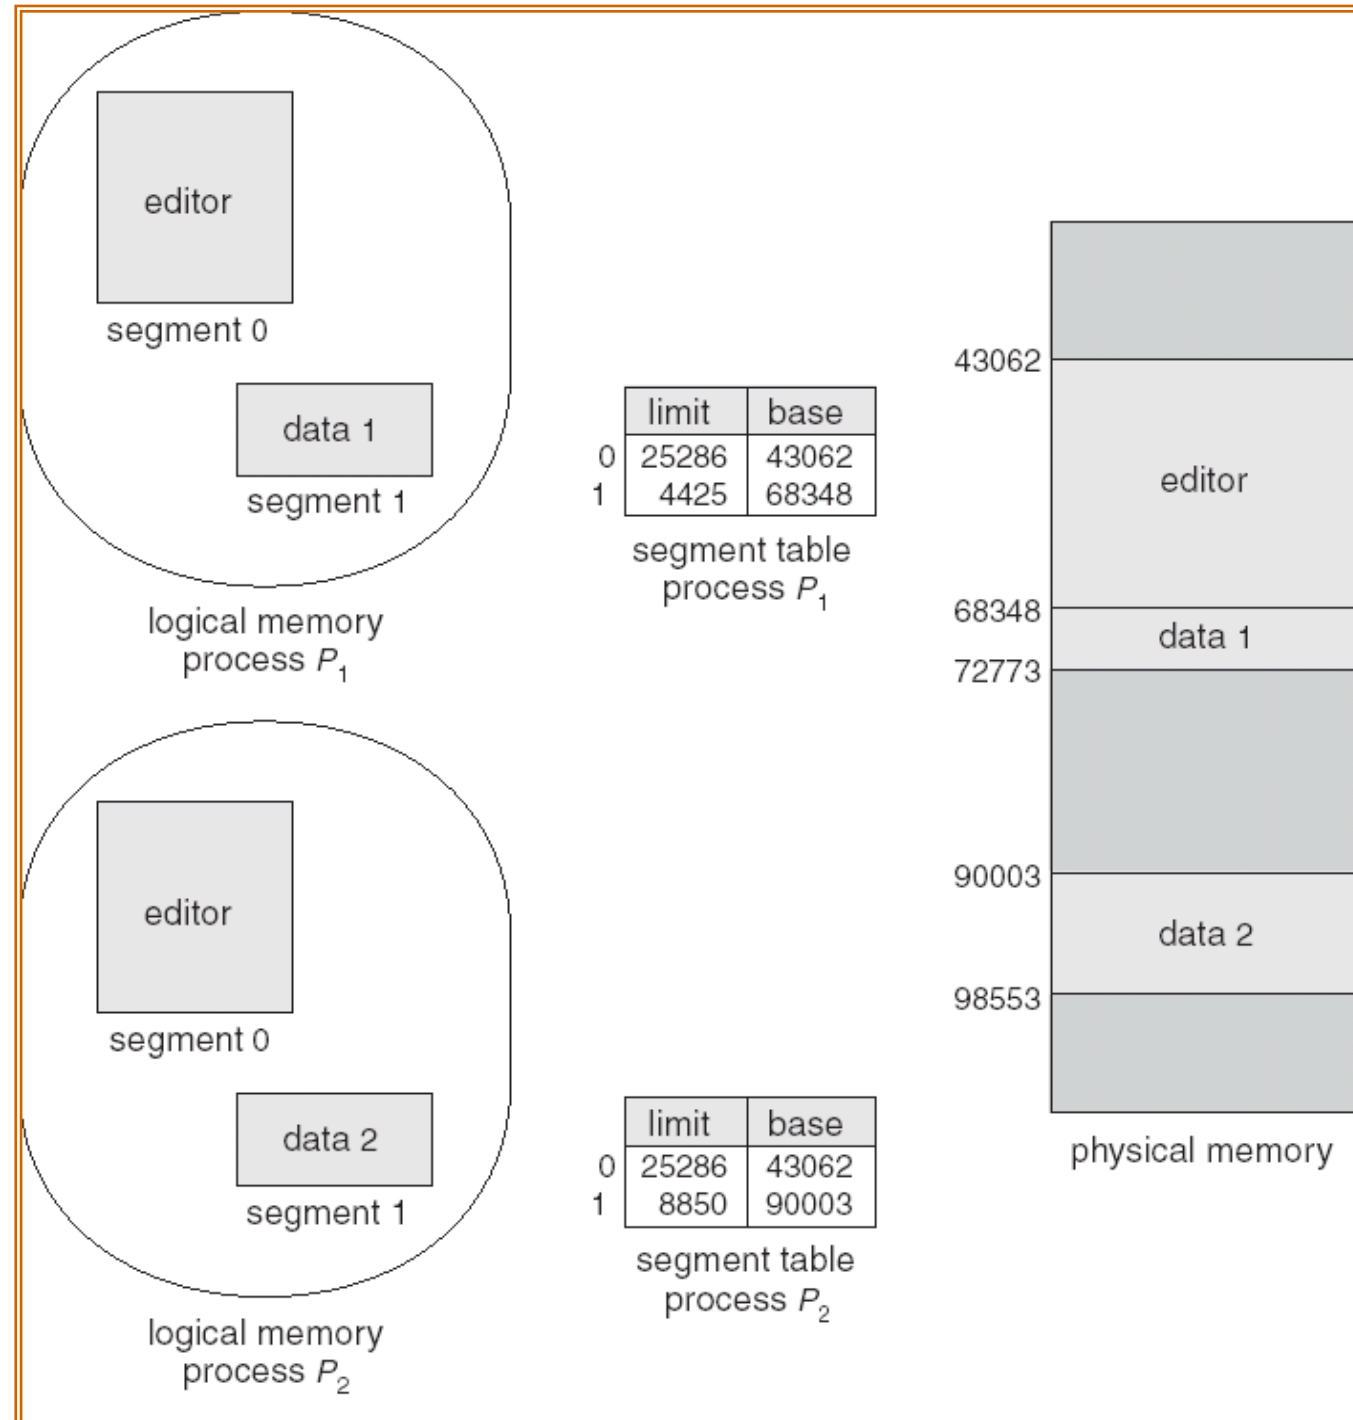 editor
segment 0
data 1
segment 1
logical memory
process P1
limit base
0 25286 43062
1 4425 68348
segment table
process P1
editor
segment 0
data 2
segment 1
logical memory
process P2
limit base
0 25286 43062
1 8850 90003
segment table
process P2
43062
editor
68348
data 1
72773
90003
data 2
98553
physical memory